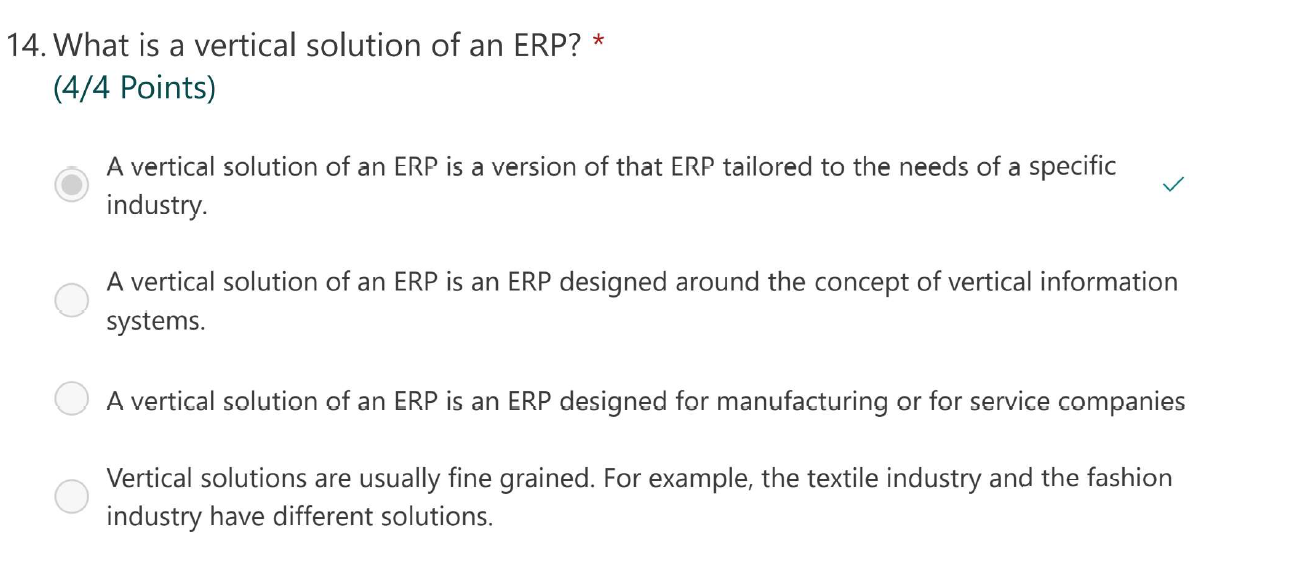 14. What is a vertical solution of an ERP? *
(4/4 Points)
A vertical solution of an ERP is a version of that ERP tailored to the needs of a specific
industry.
A vertical solution of an ERP is an ERP designed around the concept of vertical information
systems.
A vertical solution of an ERP is an ERP designed for manufacturing or for service companies
Vertical solutions are usually fine grained. For example, the textile industry and the fashion
industry have different solutions.